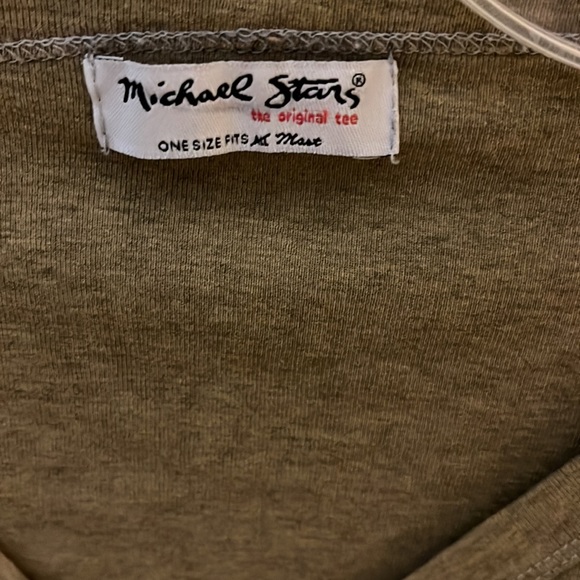 Michael Stars®
the original tee
ONE SIZE FITS All Most